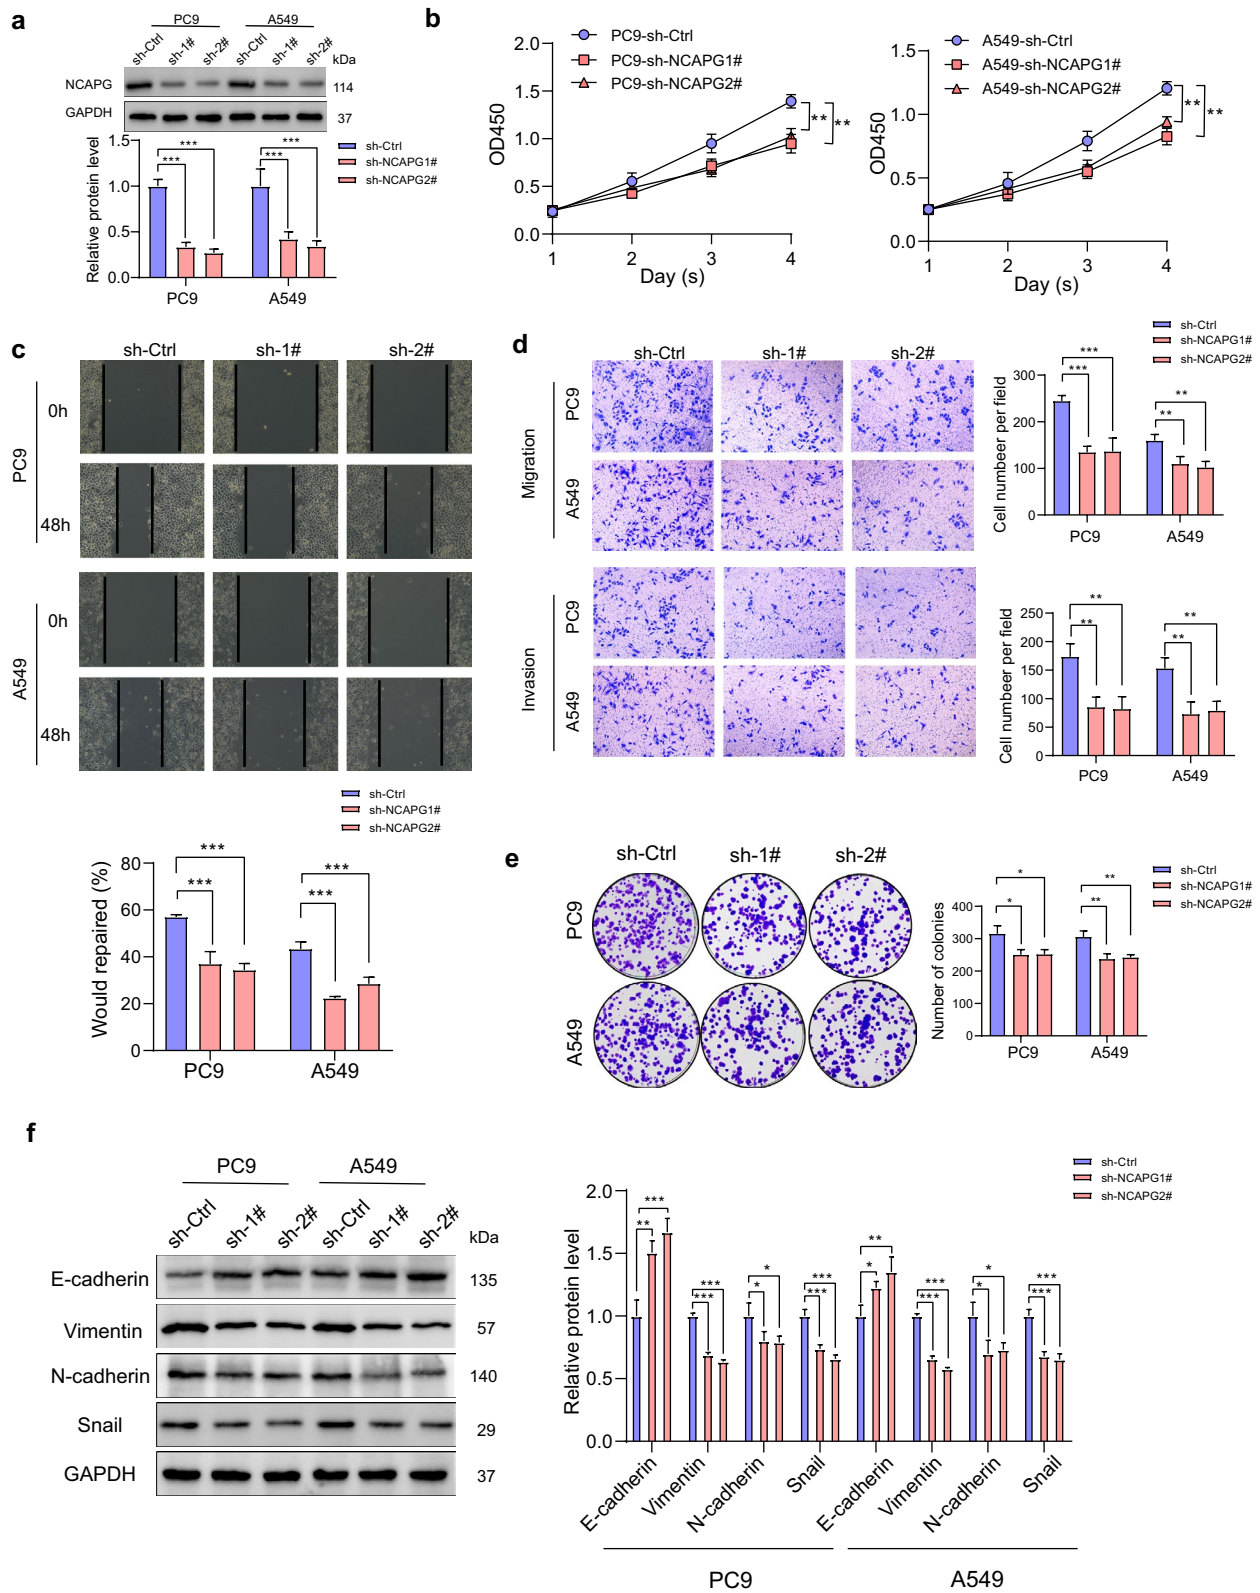 a
PC9 A549
sh-Ctrl sh-1# sh-2# sh-Ctrl sh-1# sh-2# kDa
NCAPG 114
GAPDH 37
Relative protein level
1.5
1.0
0.5
0.0
*** *** *** ***
PC9 A549
sh-Ctrl
sh-NCAPG1#
sh-NCAPG2#
b
OD450
2.0
1.5
1.0
0.5
0.0
PC9-sh-Ctrl
PC9-sh-NCAPG1#
PC9-sh-NCAPG2#
** **
1 2 3 4
Day (s)
OD450
1.5
1.0
0.5
0.0
A549-sh-Ctrl
A549-sh-NCAPG1#
A549-sh-NCAPG2#
** **
1 2 3 4
Day (s)
c
sh-Ctrl sh-1# sh-2#
PC9
0h
48h
A549
0h
48h
sh-Ctrl
sh-NCAPG1#
sh-NCAPG2#
Would repaired (%)
80
60
40
20
0
*** *** *** ***
PC9 A549
d
sh-Ctrl sh-1# sh-2#
Migration
PC9
A549
Invasion
PC9
A549
sh-Ctrl
sh-NCAPG1#
sh-NCAPG2#
Cell numbeer per field
300
200
100
0
*** *** ** **
PC9 A549
Cell numbeer per field
250
200
150
100
50
0
** ** ** **
PC9 A549
e
sh-Ctrl sh-1# sh-2#
PC9
A549
sh-Ctrl
sh-NCAPG1#
sh-NCAPG2#
Number of colonies
400
300
200
100
0
* * ** **
PC9 A549
f
PC9 A549
sh-Ctrl sh-1# sh-2# sh-Ctrl sh-1# sh-2# kDa
E-cadherin 135
Vimentin 57
N-cadherin 140
Snail 29
GAPDH 37
sh-Ctrl
sh-NCAPG1#
sh-NCAPG2#
Relative protein level
2.0
1.5
1.0
0.5
0.0
** *** *** *** * * *** *** * ** *** *** * * *** ***
E-cadherin Vimentin N-cadherin Snail E-cadherin Vimentin N-cadherin Snail
PC9 A549